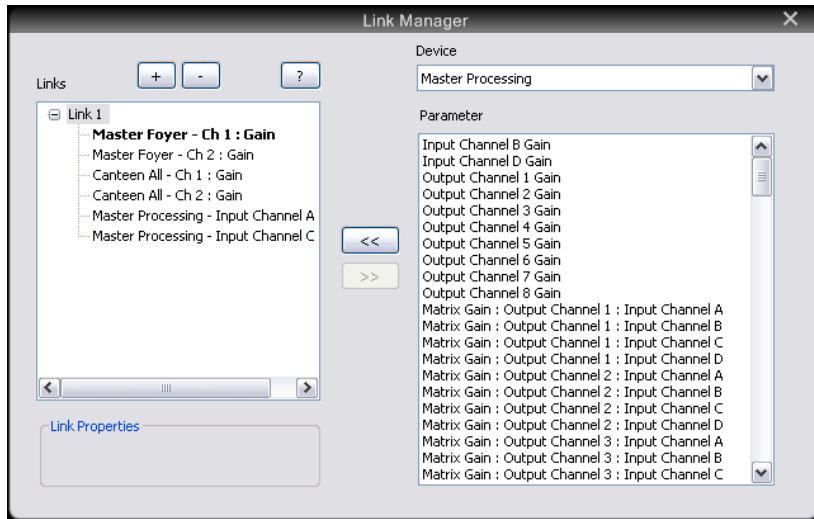 Link Manager
Links
+
-
?
Link 1
Master Foyer - Ch 1 : Gain
Master Foyer - Ch 2 : Gain
Canteen All - Ch 1 : Gain
Canteen All - Ch 2 : Gain
Master Processing - Input Channel A
Master Processing - Input Channel C
Link Properties
<<
>>
Device
Master Processing
Parameter
Input Channel B Gain
Input Channel D Gain
Output Channel 1 Gain
Output Channel 2 Gain
Output Channel 3 Gain
Output Channel 4 Gain
Output Channel 5 Gain
Output Channel 6 Gain
Output Channel 7 Gain
Output Channel 8 Gain
Matrix Gain : Output Channel 1 : Input Channel A
Matrix Gain : Output Channel 1 : Input Channel B
Matrix Gain : Output Channel 1 : Input Channel C
Matrix Gain : Output Channel 1 : Input Channel D
Matrix Gain : Output Channel 2 : Input Channel A
Matrix Gain : Output Channel 2 : Input Channel B
Matrix Gain : Output Channel 2 : Input Channel C
Matrix Gain : Output Channel 2 : Input Channel D
Matrix Gain : Output Channel 3 : Input Channel A
Matrix Gain : Output Channel 3 : Input Channel B
Matrix Gain : Output Channel 3 : Input Channel C